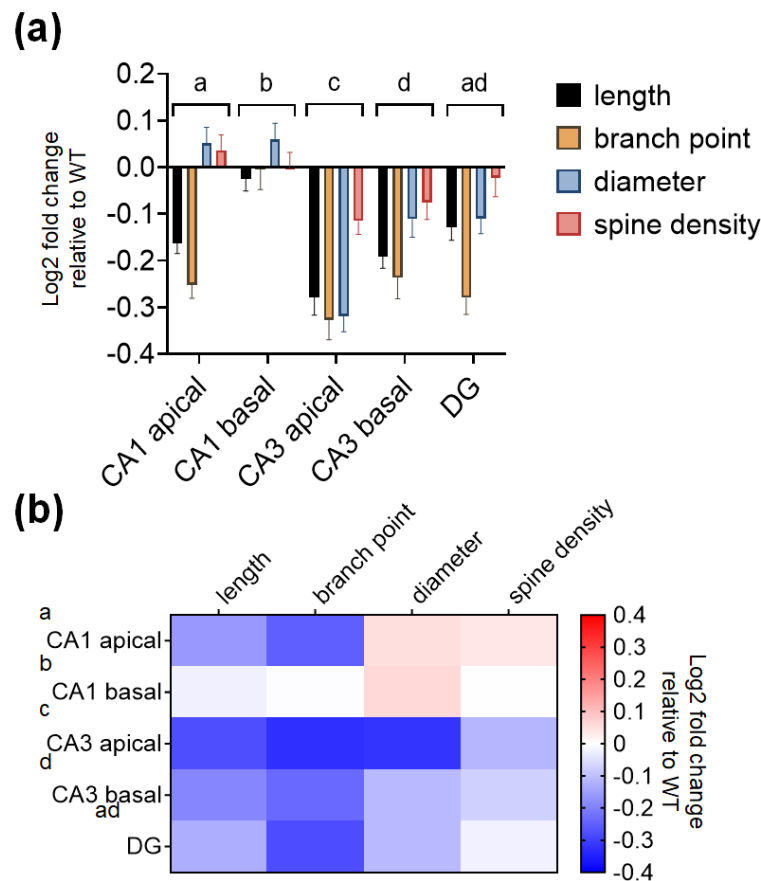 (a)
Log2 fold change
relative to WT
0.2
0.1
0.0
-0.1
-0.2
-0.3
-0.4
a
b
c
d
ad
CA1 apical
CA1 basal
CA3 apical
CA3 basal
DG
length
branch point
diameter
spine density
(b)
length
branch point
diameter
spine density
a
CA1 apical
b
CA1 basal
c
CA3 apical
d
CA3 basal
ad
DG
0.4
0.3
0.2
0.1
0
-0.1
-0.2
-0.3
-0.4
Log2 fold change
relative to WT